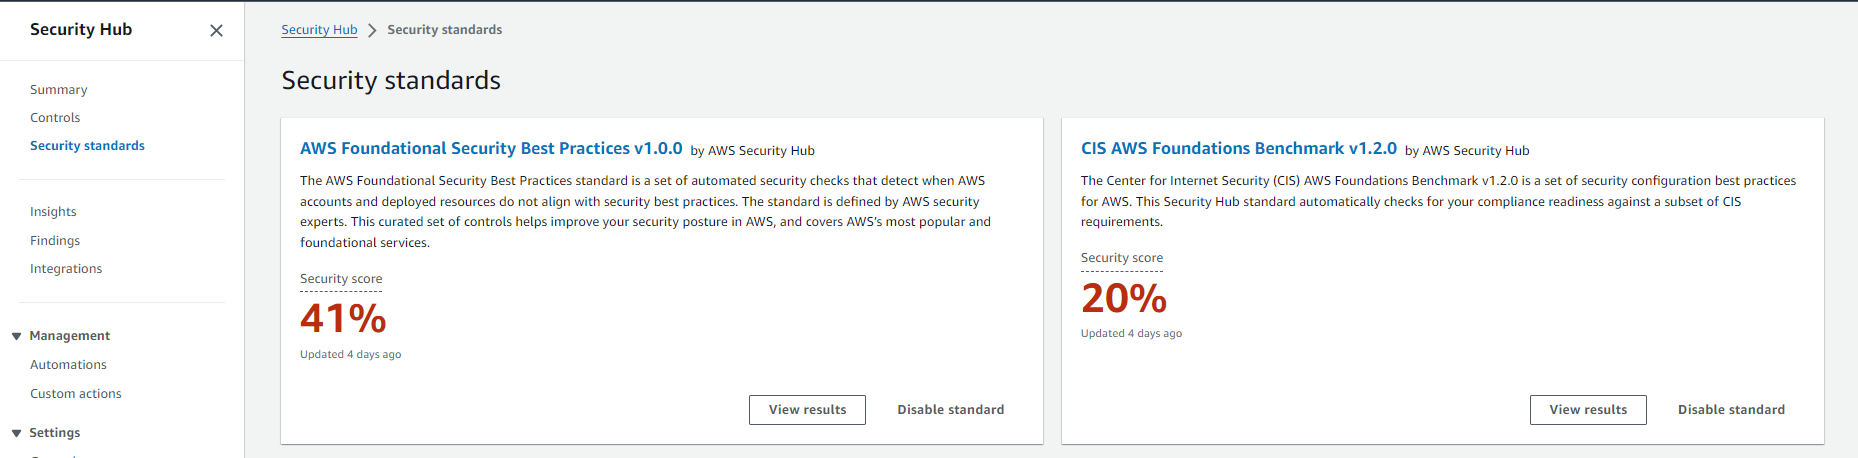 Security Hub
Summary
Controls
Security standards
Insights
Findings
Integrations
Management
Automations
Custom actions
Settings
Security Hub > Security standards
Security standards
AWS Foundational Security Best Practices v1.0.0 by AWS Security Hub
The AWS Foundational Security Best Practices standard is a set of automated security checks that detect when AWS
accounts and deployed resources do not align with security best practices. The standard is defined by AWS security
experts. This curated set of controls helps improve your security posture in AWS, and covers AWS's most popular and
foundational services.
Security score
41%
Updated 4 days ago
View results Disable standard
CIS AWS Foundations Benchmark v1.2.0 by AWS Security Hub
The Center for Internet Security (CIS) AWS Foundations Benchmark v1.2.0 is a set of security configuration best practices
for AWS. This Security Hub standard automatically checks for your compliance readiness against a subset of CIS
requirements.
Security score
20%
Updated 4 days ago
View results Disable standard